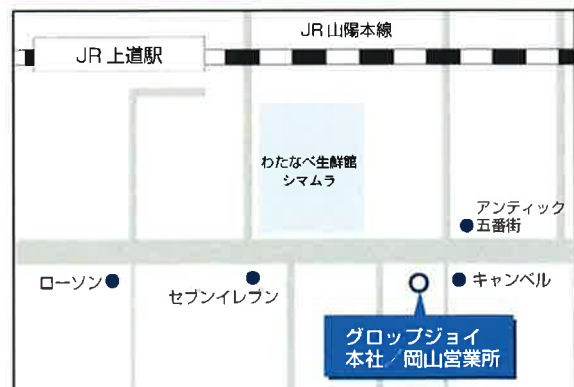 JR山陽本線
JR 上道駅
わたなべ生鮮館
シマムラ
アンティック
五番街
ローソン
セブンイレブン
キャンベル
グロップジョイ
本社／岡山営業所